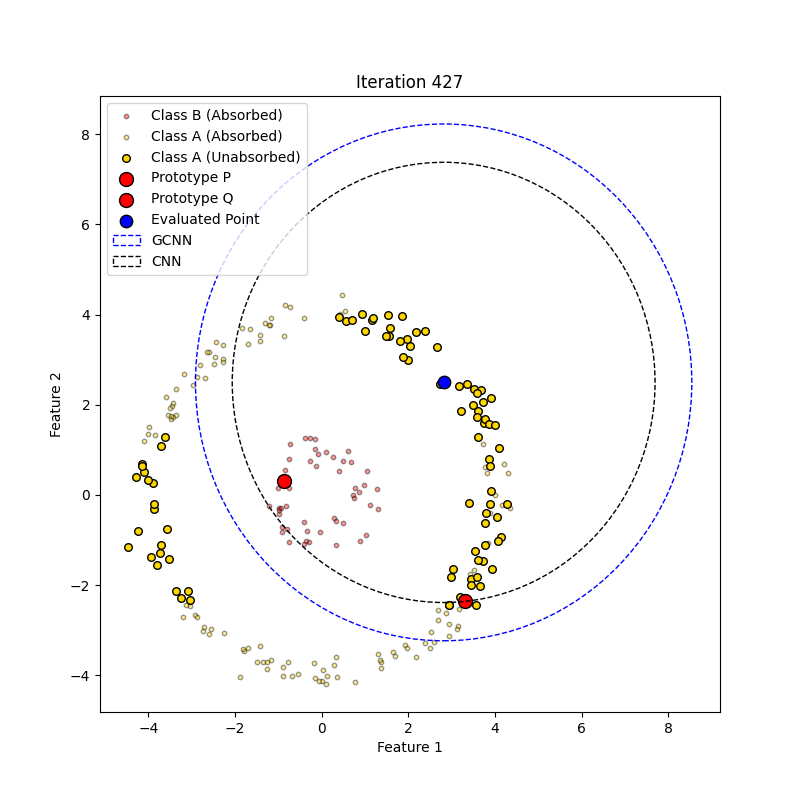 Iteration 427
Class B (Absorbed)
Class A (Absorbed)
Class A (Unabsorbed)
Prototype P
Prototype Q
Evaluated Point
GCNN
CNN
8
6
4
2
0
−2
−4
Feature 2
−4
−2
0
2
4
6
8
Feature 1